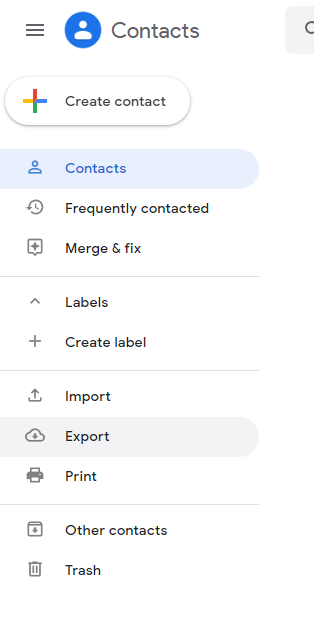 Contacts
Create contact
Contacts
Frequently contacted
Merge & fix
Labels
Create label
Import
Export
Print
Other contacts
Trash